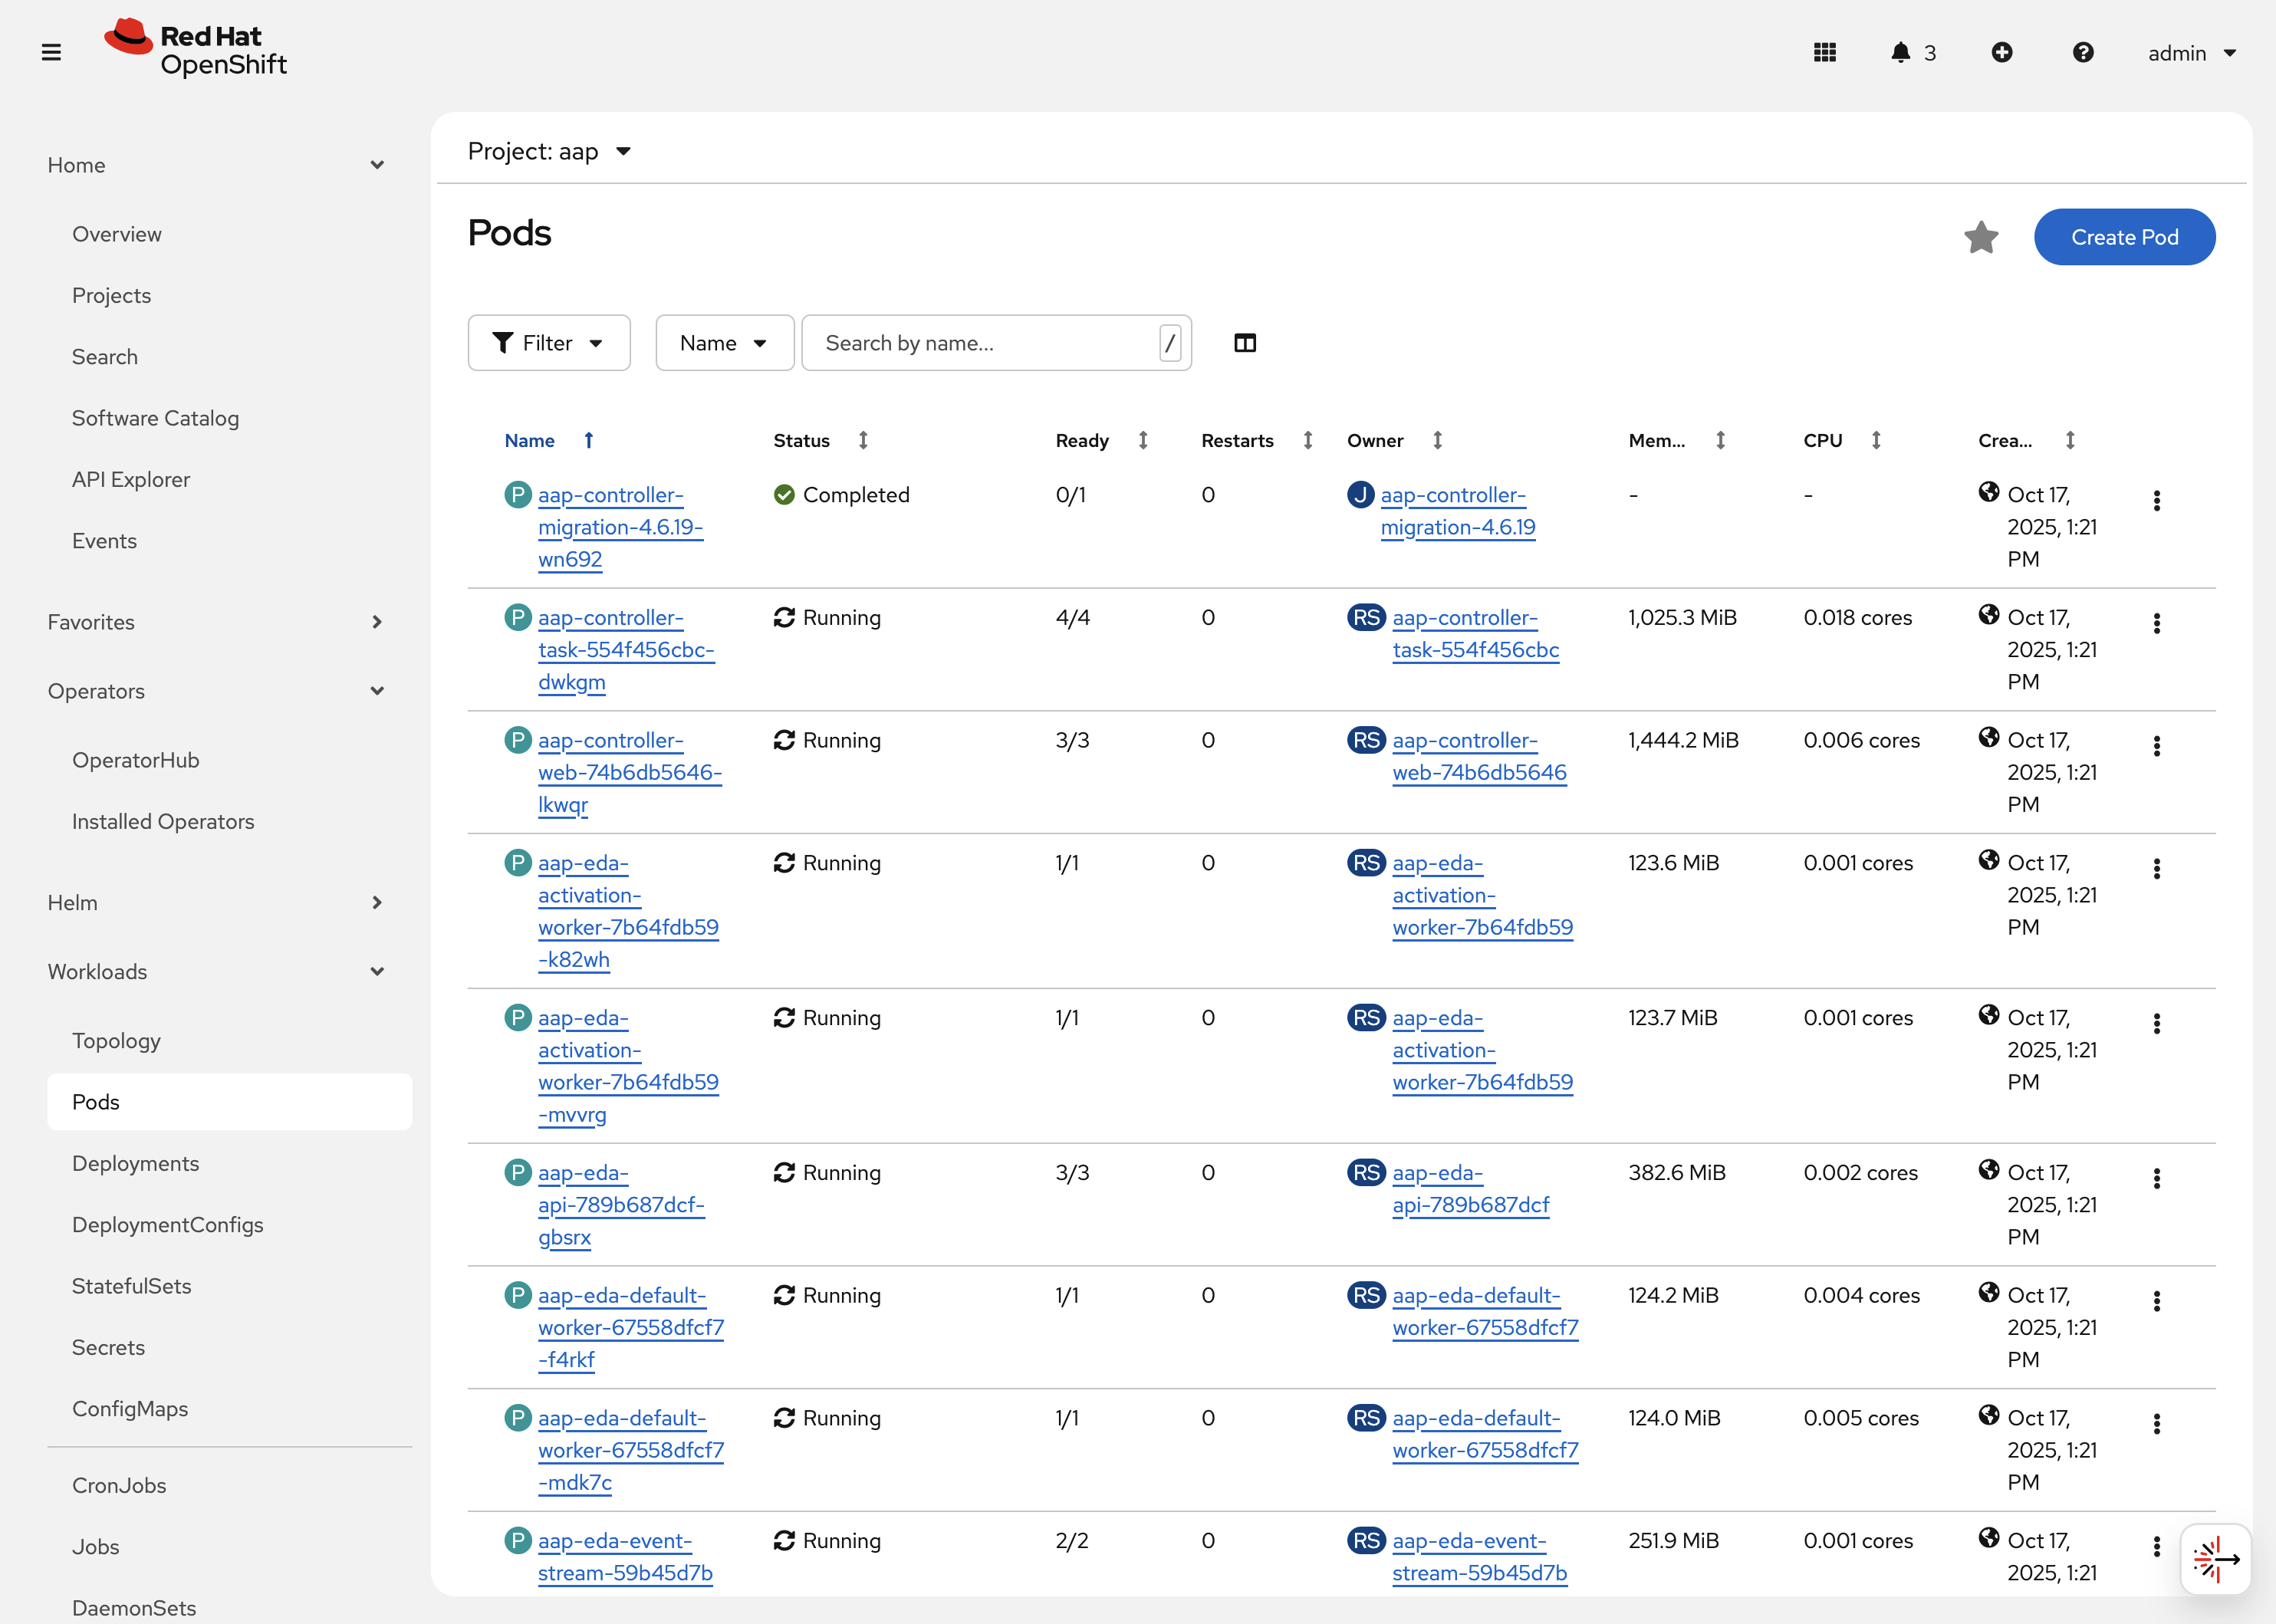 Red Hat
OpenShift
3
admin
Home
Overview
Projects
Search
Software Catalog
API Explorer
Events
Favorites
Operators
OperatorHub
Installed Operators
Helm
Workloads
Topology
Pods
Deployments
DeploymentConfigs
StatefulSets
Secrets
ConfigMaps
CronJobs
Jobs
DaemonSets
Project: aap
Pods
Create Pod
Filter
Name
Search by name...
/
Name Status Ready Restarts Owner Mem... CPU Crea...
P aap-controller- Completed 0/1 0 J aap-controller- - - Oct 17,
migration-4.6.19- migration-4.6.19 2025, 1:21
wn692 PM
P aap-controller- Running 4/4 0 RS aap-controller- 1,025.3 MiB 0.018 cores Oct 17,
task-554f456cbc- task-554f456cbc 2025, 1:21
dwkgm PM
P aap-controller- Running 3/3 0 RS aap-controller- 1,444.2 MiB 0.006 cores Oct 17,
web-74b6db5646- web-74b6db5646 2025, 1:21
lkwqr PM
P aap-eda- Running 1/1 0 RS aap-eda- 123.6 MiB 0.001 cores Oct 17,
activation- activation- 2025, 1:21
worker-7b64fdb59 worker-7b64fdb59 PM
-k82wh
P aap-eda- Running 1/1 0 RS aap-eda- 123.7 MiB 0.001 cores Oct 17,
activation- activation- 2025, 1:21
worker-7b64fdb59 worker-7b64fdb59 PM
-mvvrg
P aap-eda- Running 3/3 0 RS aap-eda- 382.6 MiB 0.002 cores Oct 17,
api-789b687dcf- api-789b687dcf 2025, 1:21
gbsrx PM
P aap-eda-default- Running 1/1 0 RS aap-eda-default- 124.2 MiB 0.004 cores Oct 17,
worker-67558dfcf7 worker-67558dfcf7 2025, 1:21
-f4rkf PM
P aap-eda-default- Running 1/1 0 RS aap-eda-default- 124.0 MiB 0.005 cores Oct 17,
worker-67558dfcf7 worker-67558dfcf7 2025, 1:21
-mdk7c PM
P aap-eda-event- Running 2/2 0 RS aap-eda-event- 251.9 MiB 0.001 cores Oct 17,
stream-59b45d7b stream-59b45d7b 2025, 1:21